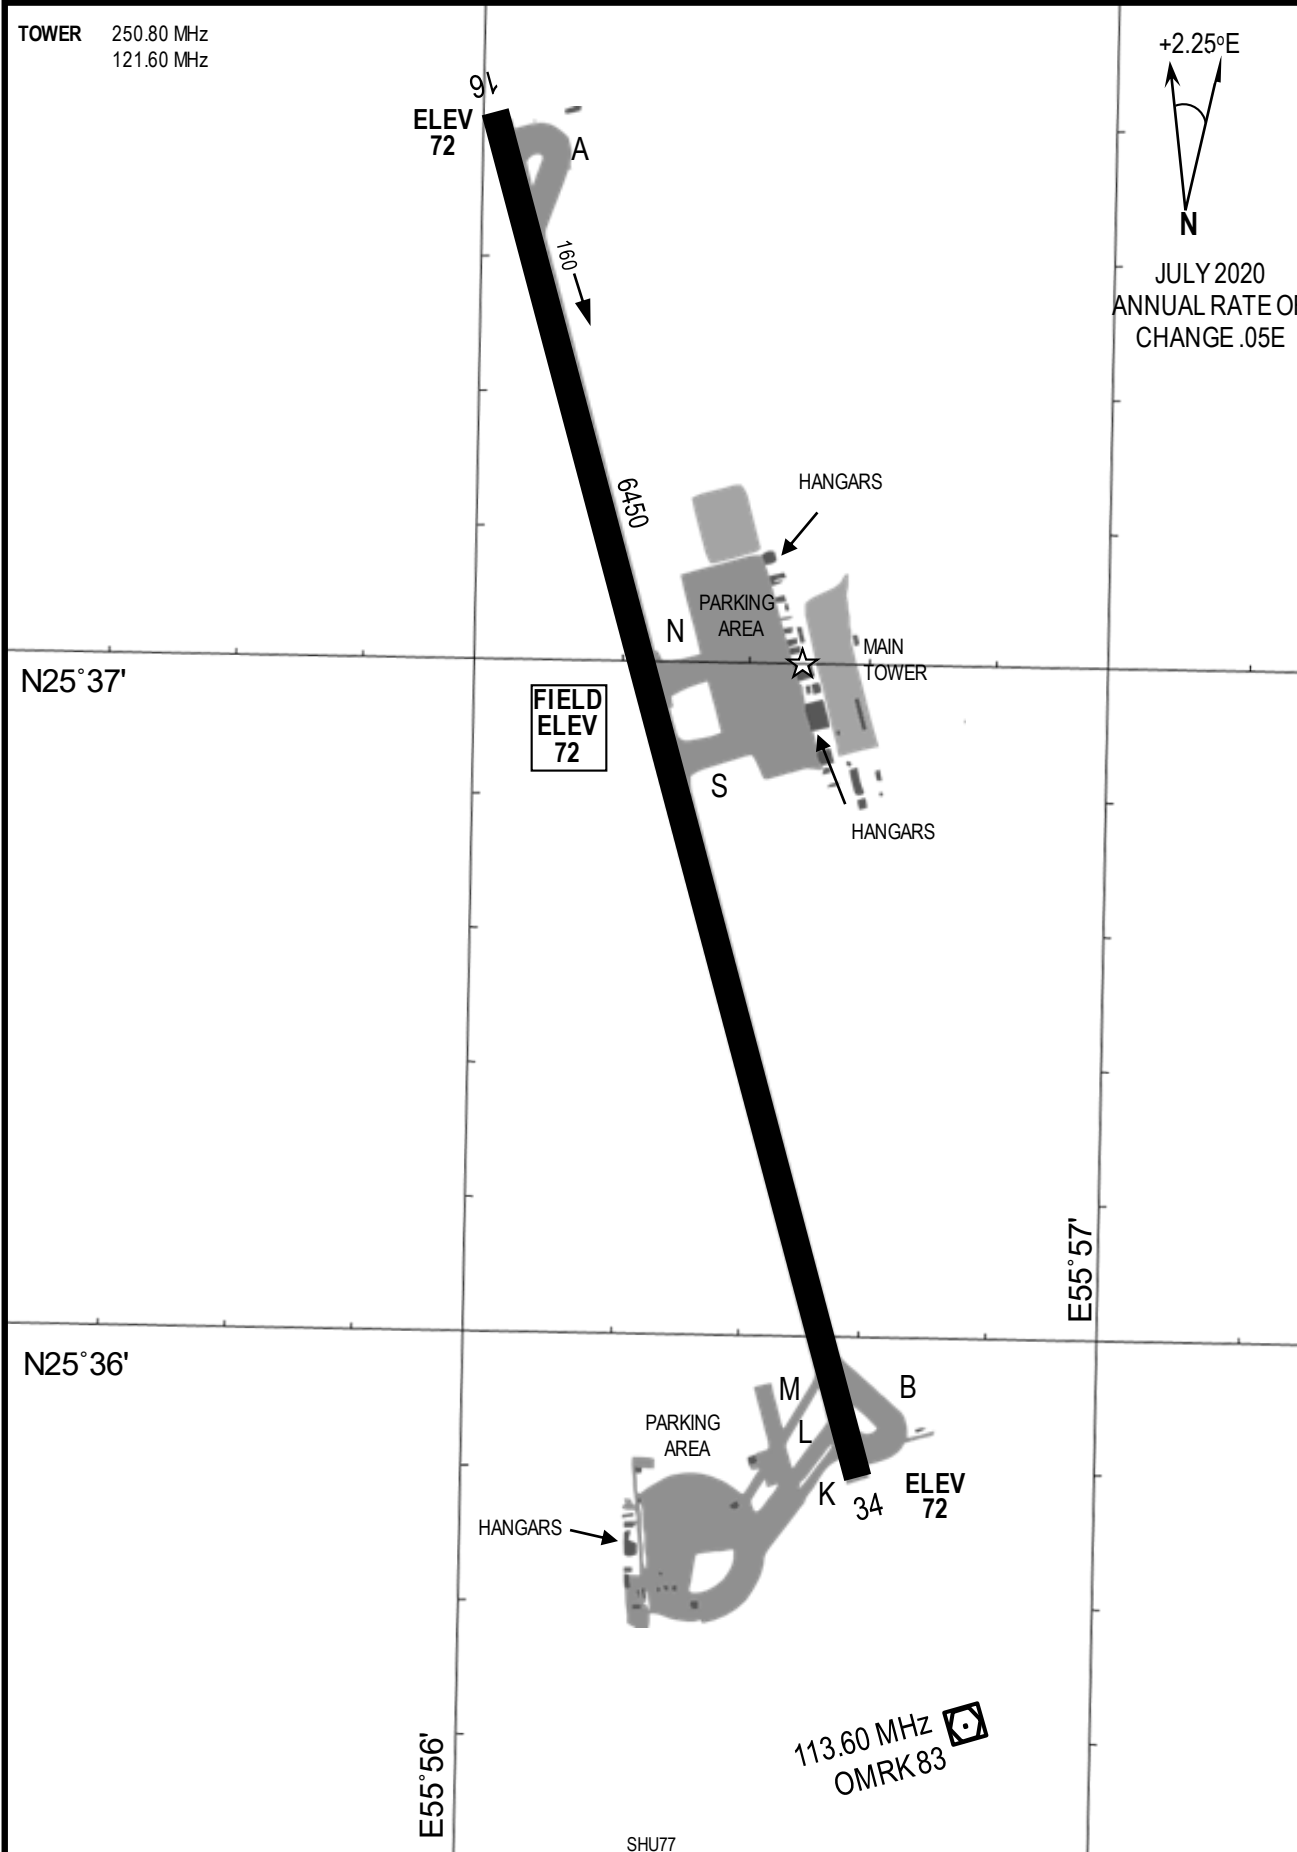 TOWER 250.80 MHz
121.60 MHz
+2.25°E
N
JULY 2020
ANNUAL RATE OF
CHANGE .05E
16
ELEV
72
A
160
6450
HANGARS
PARKING
AREA
N
MAIN
TOWER
N25°37'
FIELD
ELEV
72
S
HANGARS
E55°57'
N25°36'
M
B
PARKING
AREA
L
K
34
ELEV
72
HANGARS
113.60 MHz
OMRK 83
E55°56'
SHU77